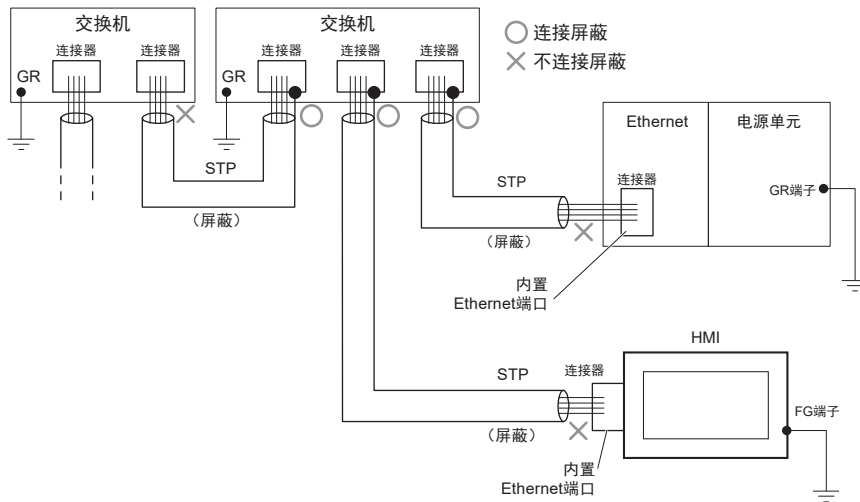 交换机
交换机
连接屏蔽
不连接屏蔽
连接器
连接器
连接器
连接器
连接器
GR
GR
Ethernet
电源单元
STP
（屏蔽）
STP
（屏蔽）
连接器
GR端子
内置
Ethernet端口
HMI
STP
（屏蔽）
连接器
FG端子
内置
Ethernet端口